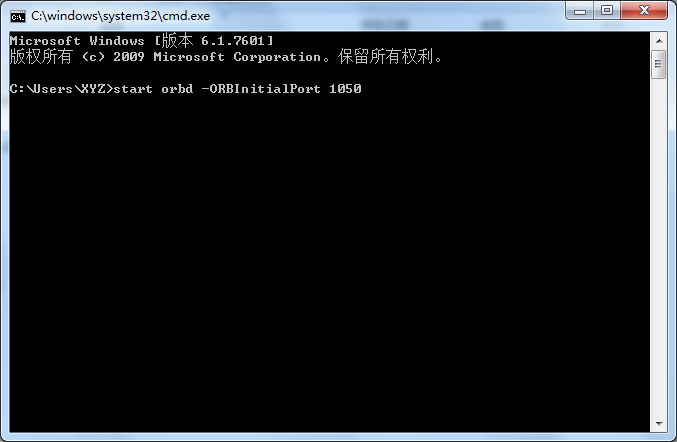 C:\windows\system32\cmd.exe
Microsoft Windows [版本 6.1.7601]
版权所有 (c) 2009 Microsoft Corporation。保留所有权利。
C:\Users\XYZ>start orbd -ORBInitialPort 1050